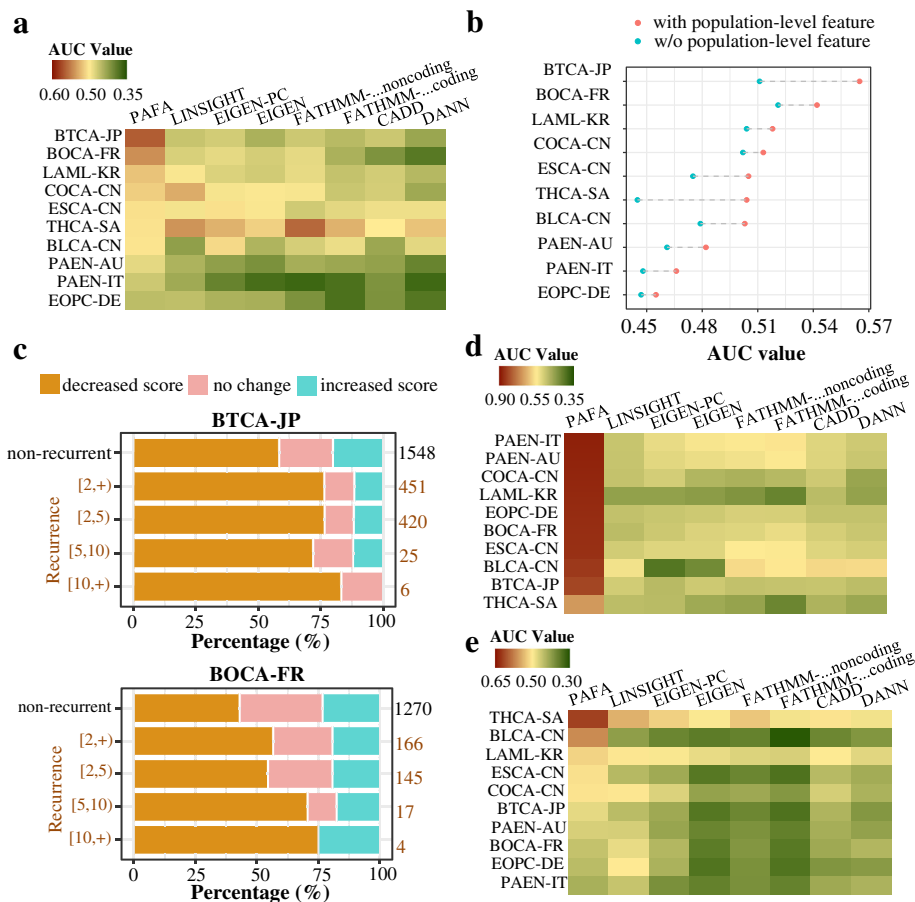 a
AUC Value
0.60 0.50 0.35
PAFA LINSIGHT EIGEN-PC EIGEN FATHMM-...noncoding FATHMM-...coding CADD DANN
BTCA-JP
BOCA-FR
LAML-KR
COCA-CN
ESCA-CN
THCA-SA
BLCA-CN
PAEN-AU
PAEN-IT
EOPC-DE
b
with population-level feature
w/o population-level feature
BTCA-JP
BOCA-FR
LAML-KR
COCA-CN
ESCA-CN
THCA-SA
BLCA-CN
PAEN-AU
PAEN-IT
EOPC-DE
0.45 0.48 0.51 0.54 0.57
AUC value
c
decreased score no change increased score
BTCA-JP
non-recurrent 1548
[2,+) 451
[2,5) 420
[5,10) 25
[10,+) 6
Recurrence
0 25 50 75 100
Percentage (%)
BOCA-FR
non-recurrent 1270
[2,+) 166
[2,5) 145
[5,10) 17
[10,+) 4
Recurrence
0 25 50 75 100
Percentage (%)
d
AUC Value
0.90 0.55 0.35
PAFA LINSIGHT EIGEN-PC EIGEN FATHMM-...noncoding FATHMM-...coding CADD DANN
PAEN-IT
PAEN-AU
COCA-CN
LAML-KR
EOPC-DE
BOCA-FR
ESCA-CN
BLCA-CN
BTCA-JP
THCA-SA
e
AUC Value
0.65 0.50 0.30
PAFA LINSIGHT EIGEN-PC EIGEN FATHMM-...noncoding FATHMM-...coding CADD DANN
THCA-SA
BLCA-CN
LAML-KR
ESCA-CN
COCA-CN
BTCA-JP
PAEN-AU
BOCA-FR
EOPC-DE
PAEN-IT